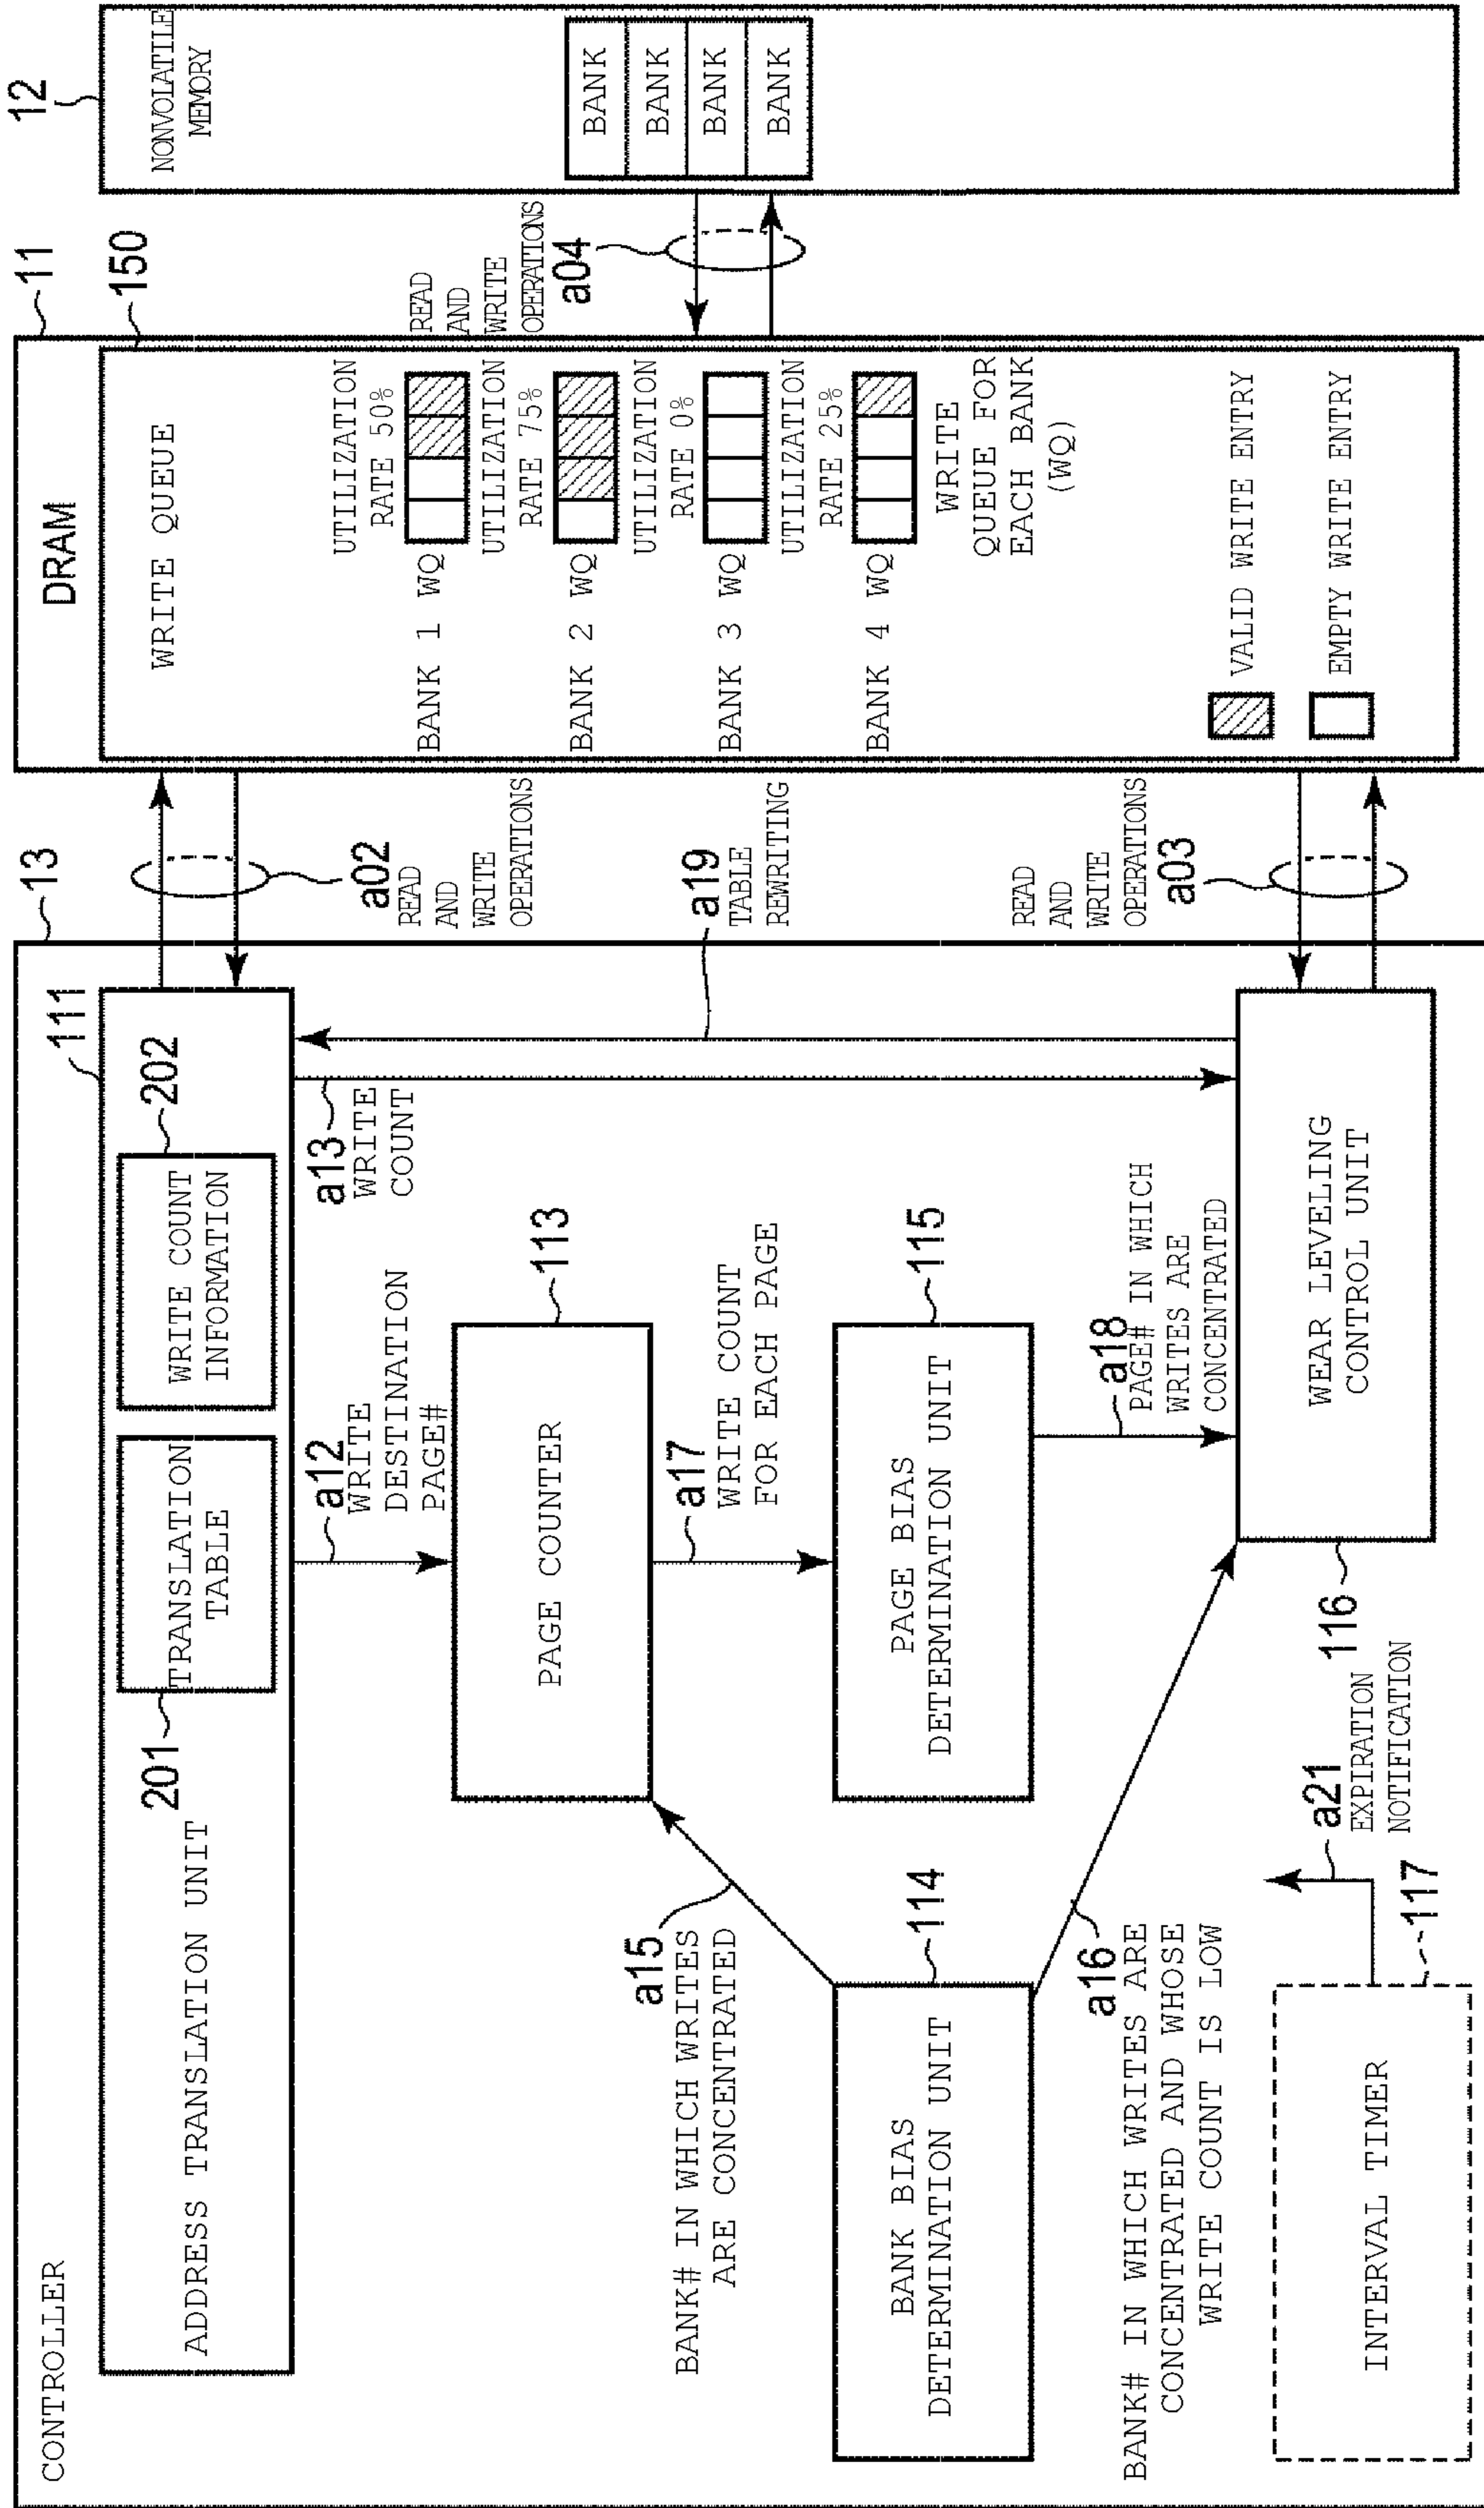 CONTROLLER
13
ADDRESS TRANSLATION UNIT
111
201
TRANSLATION
TABLE
WRITE COUNT
INFORMATION
202
a12
WRITE
DESTINATION
PAGE#
a13
WRITE
COUNT
a19
TABLE
REWRITING
PAGE COUNTER
113
a15
BANK# IN WHICH WRITES
ARE CONCENTRATED
a17
WRITE COUNT
FOR EACH PAGE
BANK BIAS
DETERMINATION UNIT
114
PAGE BIAS
DETERMINATION UNIT
115
a16
BANK# IN WHICH WRITES ARE
CONCENTRATED AND WHOSE
WRITE COUNT IS LOW
a18
PAGE# IN WHICH
WRITES ARE
CONCENTRATED
INTERVAL TIMER
117
a21
EXPIRATION
NOTIFICATION
116
WEAR LEVELING
CONTROL UNIT
a02
READ
AND
WRITE
OPERATIONS
READ
AND
WRITE
OPERATIONS
a03
DRAM
11
WRITE QUEUE
150
UTILIZATION
RATE 50%
BANK 1 WQ
UTILIZATION
RATE 75%
BANK 2 WQ
UTILIZATION
RATE 0%
BANK 3 WQ
UTILIZATION
RATE 25%
BANK 4 WQ
WRITE
QUEUE FOR
EACH BANK
(WQ)
VALID WRITE ENTRY
EMPTY WRITE ENTRY
READ
AND
WRITE
OPERATIONS
a04
12
NONVOLATILE
MEMORY
BANK
BANK
BANK
BANK